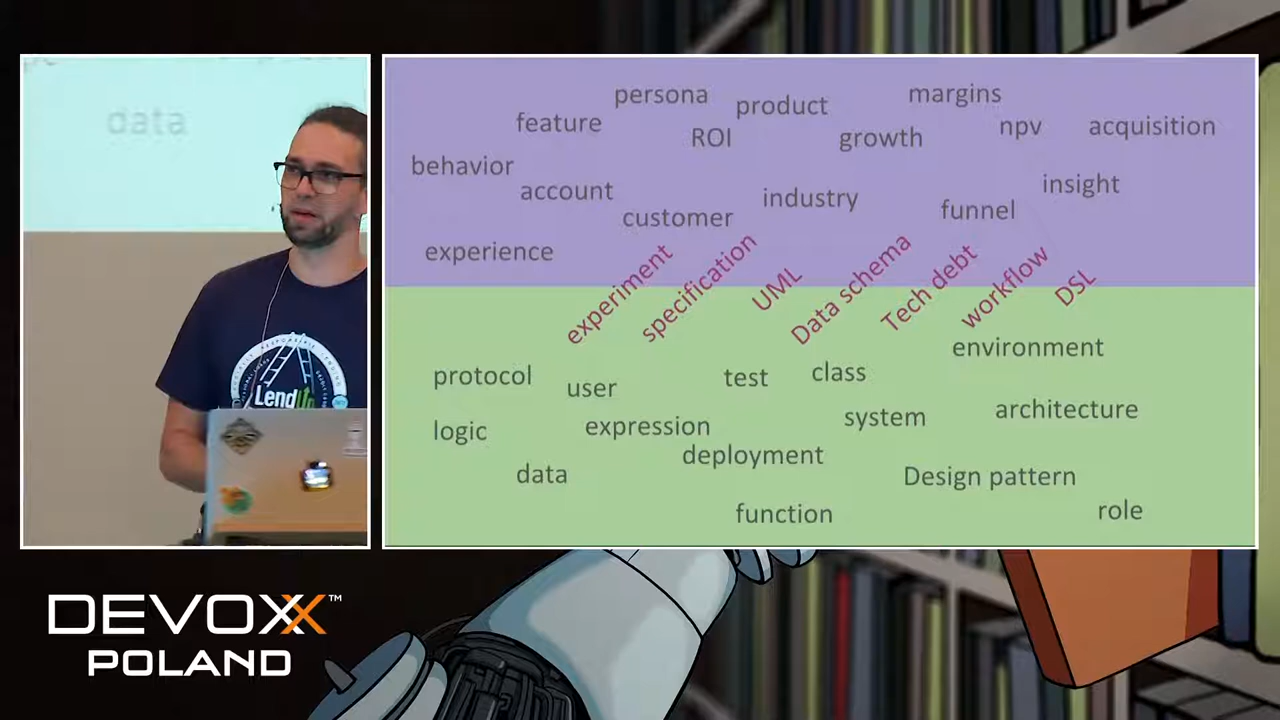 data
LendU
persona
product
margins
feature
ROI
growth
npv
acquisition
behavior
account
customer
industry
funnel
insight
experience
experiment
specification
UML
Data schema
Tech debt
workflow
DSL
environment
protocol
user
test
class
architecture
logic
expression
system
deployment
data
Design pattern
function
role
DEVOXX™
POLAND